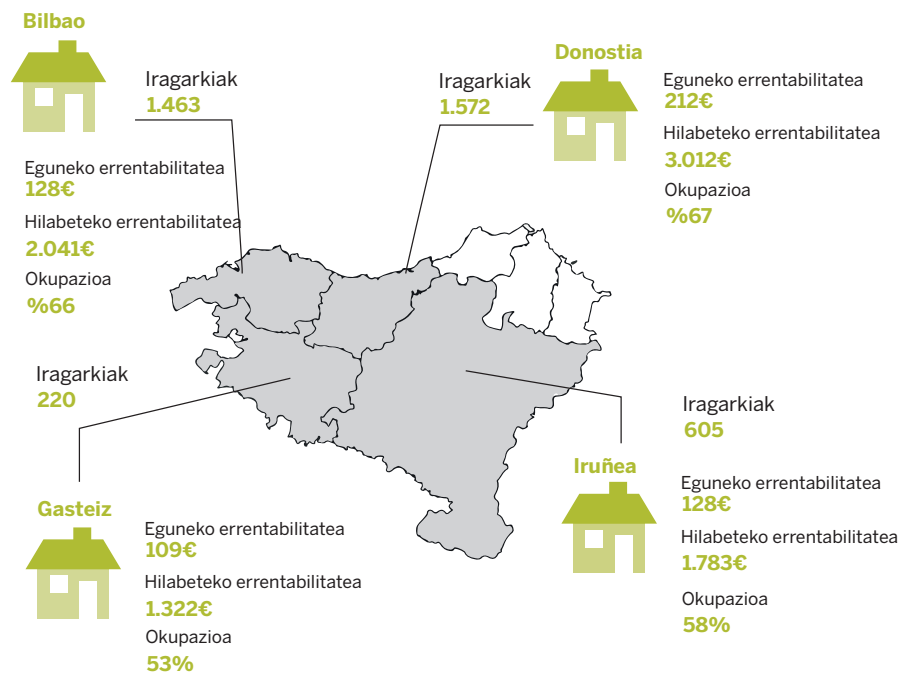 Bilbao
Iragarkiak
1.463
Eguneko errentabilitatea
128€
Hilabeteko errentabilitatea
2.041€
Okupazioa
%66
Donostia
Iragarkiak
1.572
Eguneko errentabilitatea
212€
Hilabeteko errentabilitatea
3.012€
Okupazioa
%67
Iragarkiak
220
Gasteiz
Eguneko errentabilitatea
109€
Hilabeteko errentabilitatea
1.322€
Okupazioa
53%
Iragarkiak
605
Iruñea
Eguneko errentabilitatea
128€
Hilabeteko errentabilitatea
1.783€
Okupazioa
58%